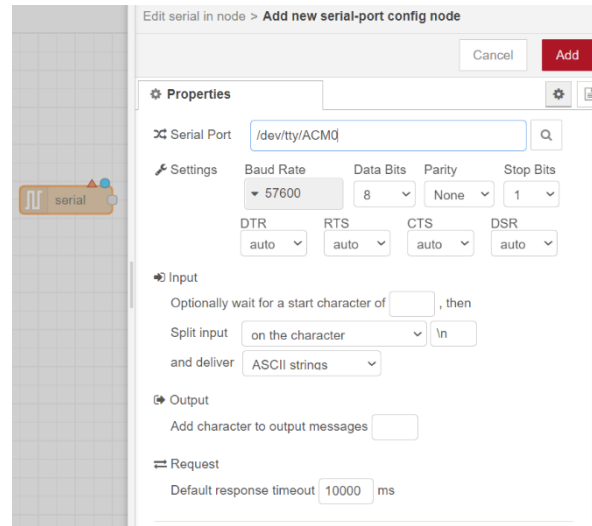 Edit serial in node > Add new serial-port config node
Cancel Add
Properties
Serial Port /dev/tty/ACM0
Settings Baud Rate Data Bits Parity Stop Bits
57600 8 None 1
DTR RTS CTS DSR
auto auto auto auto
serial
Input
Optionally wait for a start character of , then
Split input on the character \n
and deliver ASCII strings
Output
Add character to output messages
Request
Default response timeout 10000 ms